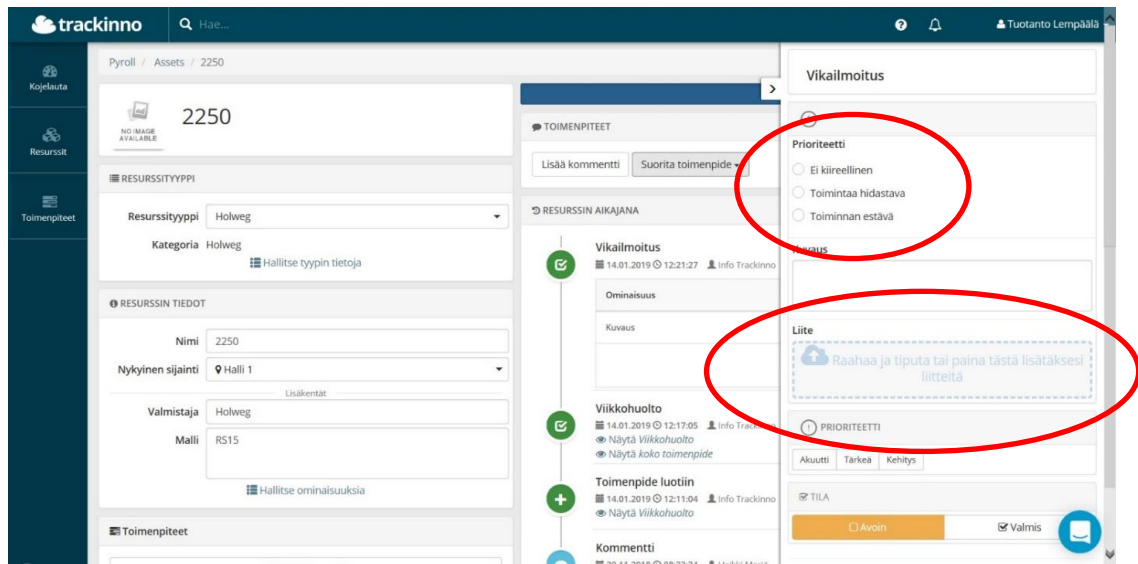 trackinno
Hae...
Tuotanto Lempäälä
Kojelauta
Resurssit
Toimenpiteet
Pyroll / Assets / 2250
NO IMAGE
AVAILABLE
2250
RESURSSITYYPPI
Resurssityyppi Holweg
Kategoria Holweg
Hallitse tyypin tietoja
RESURSSIN TIEDOT
Nimi 2250
Nykyinen sijainti Halli 1
Lisäkentät
Valmistaja Holweg
Malli RS15
Hallitse ominaisuuksia
Toimenpiteet
TOIMENPITEET
Lisää kommentti Suorita toimenpide
RESURSSIN AIKAJANA
Vikailmoitus
14.01.2019 12:21:27 Info Trackinno
Ominaisuus
Kuvaus
Viikkohuolto
14.01.2019 12:17:05 Info Trackinno
Näytä Viikkohuolto
Näytä koko toimenpide
Toimenpide luotiin
14.01.2019 12:11:04 Info Trackinno
Näytä Viikkohuolto
Kommentti
Vikailmoitus
Prioriteetti
Ei kiireellinen
Toimintaa hidastava
Toiminnan estävä
Kuvaus
Liite
Raahaa ja tiputa tai paina tästä lisätäksesi
liitteitä
PRIORITEETTI
Akuutti Tärkeä Kehitys
TILA
Avoin Valmis